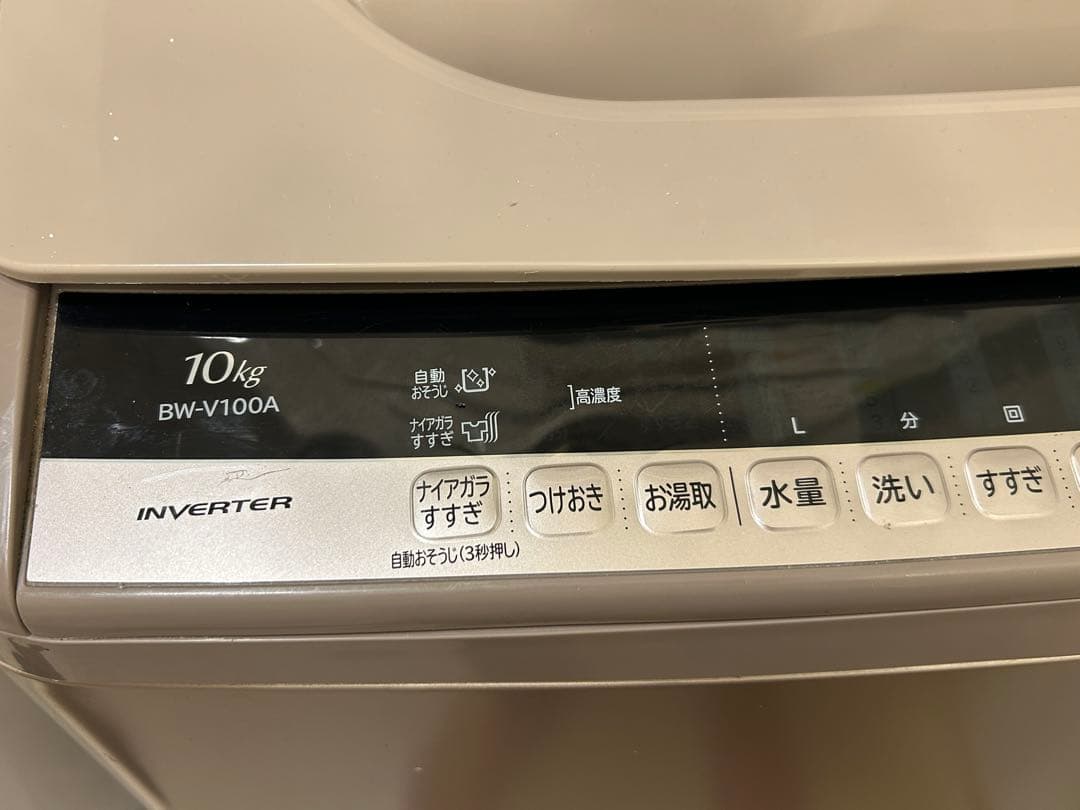 10kg
BW-V100A
自動
おそうじ
ナイアガラ
すすぎ
高濃度
L
分
回
INVERTER
ナイアガラ
すすぎ
つけおき
お湯取
水量
洗い
すすぎ
自動おそうじ(3秒押し)